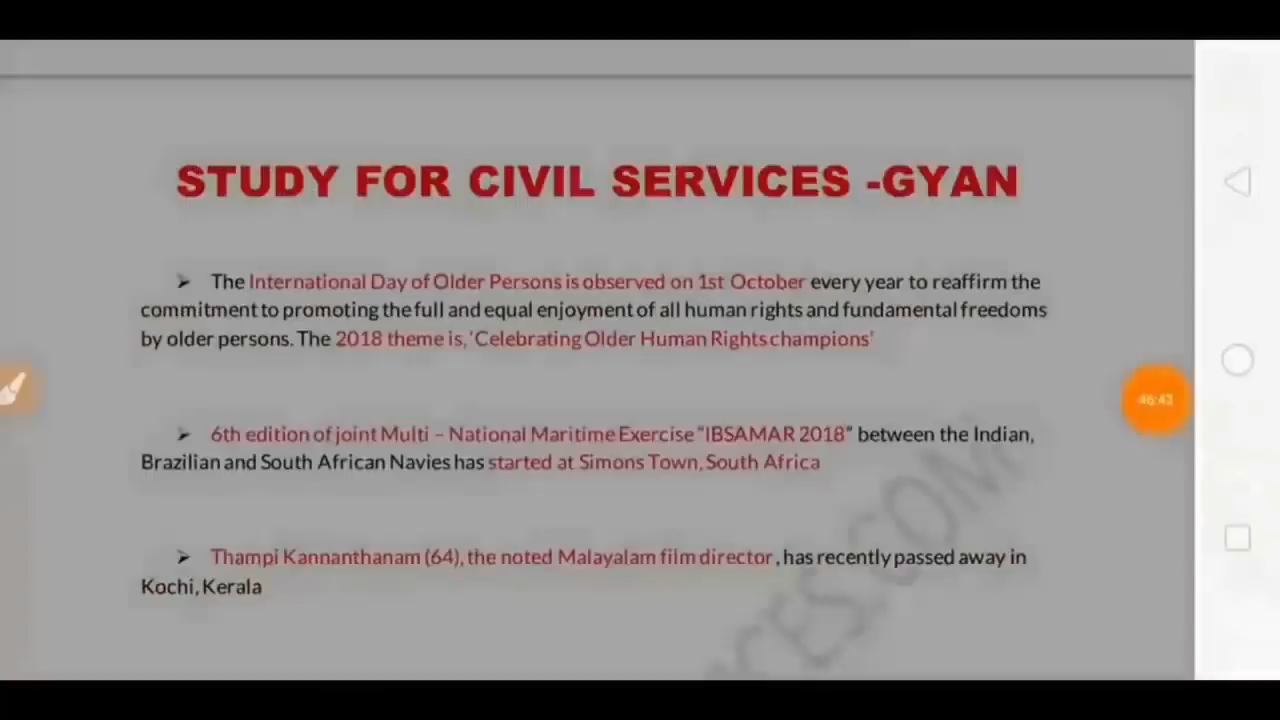 STUDY FOR CIVIL SERVICES -GYAN
➢ The International Day of Older Persons is observed on 1st October every year to reaffirm the
commitment to promoting the full and equal enjoyment of all human rights and fundamental freedoms
by older persons. The 2018 theme is, 'Celebrating Older Human Rights champions'
➢ 6th edition of joint Multi – National Maritime Exercise "IBSAMAR 2018" between the Indian,
Brazilian and South African Navies has started at Simons Town, South Africa
➢ Thampi Kannanthanam (64), the noted Malayalam film director, has recently passed away in
Kochi, Kerala
46:43